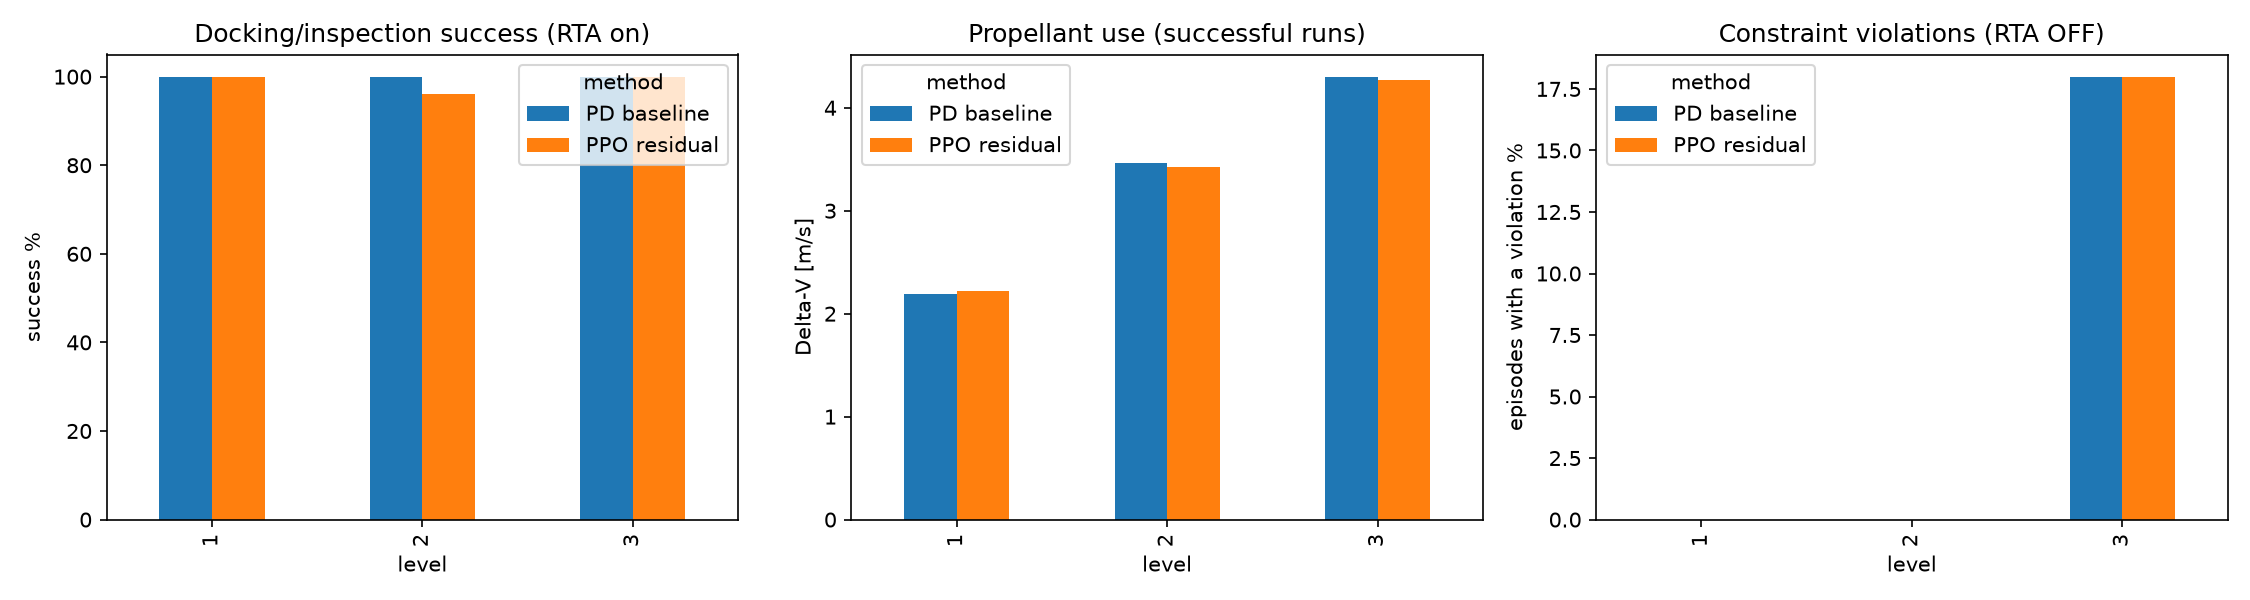 Docking/inspection success (RTA on)
success %
100
80
60
40
20
0
method
PD baseline
PPO residual
1
2
3
level
Propellant use (successful runs)
Delta-V [m/s]
4
3
2
1
0
method
PD baseline
PPO residual
1
2
3
level
Constraint violations (RTA OFF)
episodes with a violation %
17.5
15.0
12.5
10.0
7.5
5.0
2.5
0.0
method
PD baseline
PPO residual
1
2
3
level